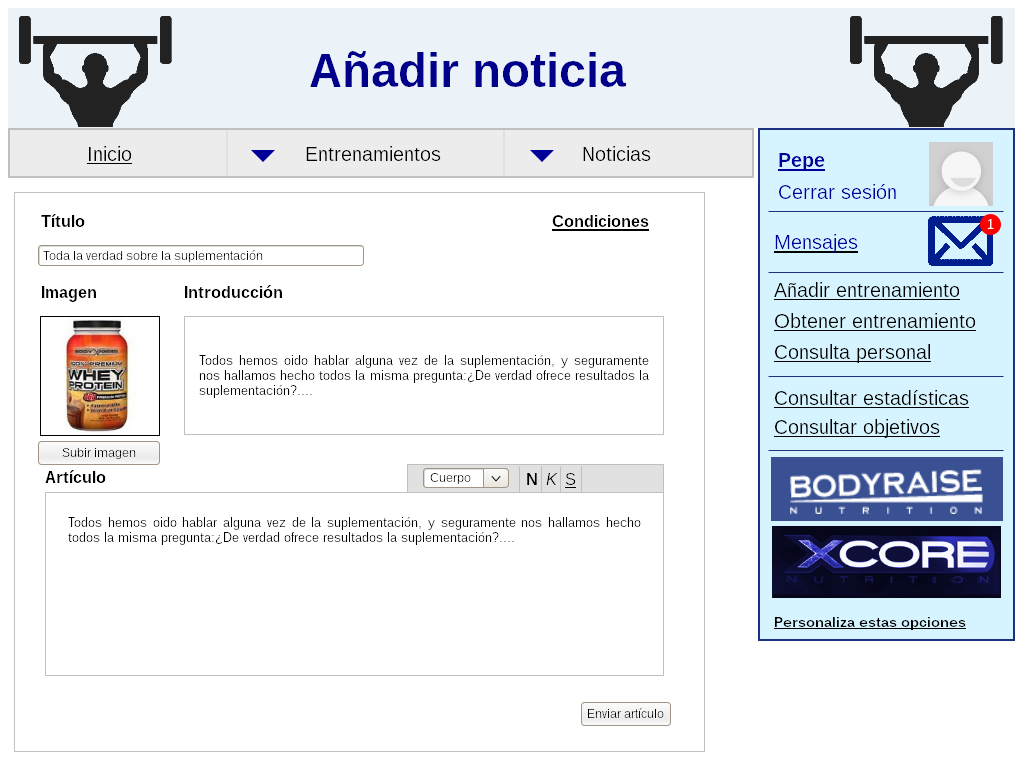 Añadir noticia
Inicio
Entrenamientos
Noticias
Pepe
Cerrar sesión
1
Mensajes
Añadir entrenamiento
Obtener entrenamiento
Consulta personal
Consultar estadísticas
Consultar objetivos
BODYRAISE
NUTRITION
XCORE
NUTRITION
Personaliza estas opciones
Título
Condiciones
Toda la verdad sobre la suplementación
Imagen
Introducción
100% PREMIUM
WHEY
PROTEIN
Todos hemos oido hablar alguna vez de la suplementación, y seguramente
nos hallamos hecho todos la misma pregunta:¿De verdad ofrece resultados la
suplementación?....
Subir imagen
Artículo
Cuerpo
N K S
Todos hemos oido hablar alguna vez de la suplementación, y seguramente nos hallamos hecho
todos la misma pregunta:¿De verdad ofrece resultados la suplementación?....
Enviar artículo